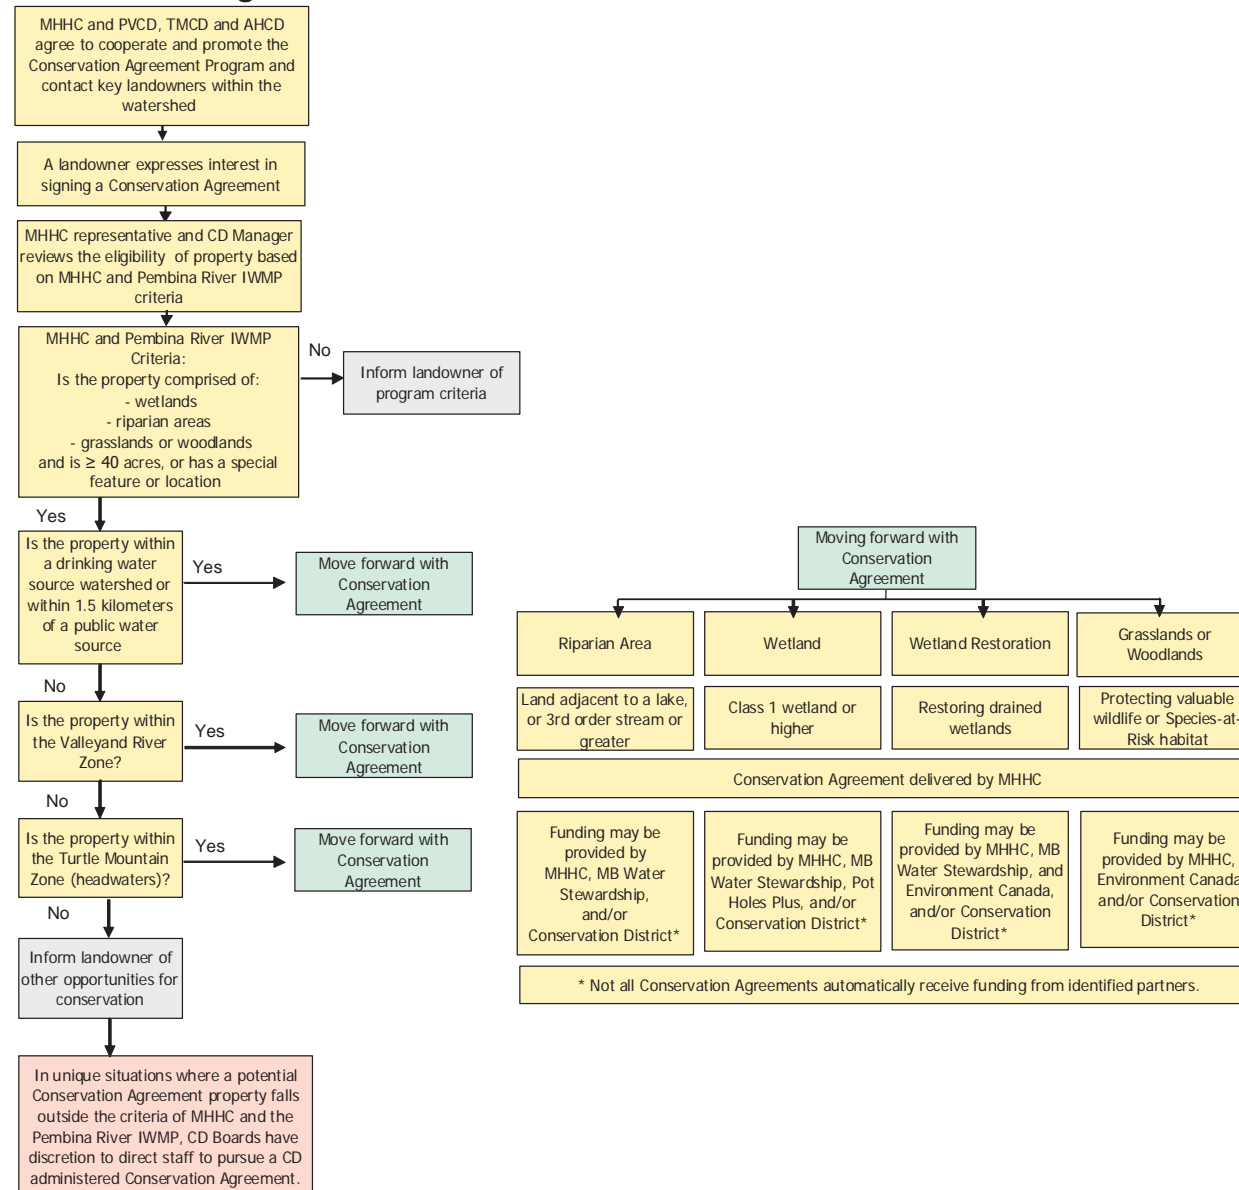 MHHC and PVCD, TMCD and AHCD
agree to cooperate and promote the
Conservation Agreement Program and
contact key landowners within the
watershed
A landowner expresses interest in
signing a Conservation Agreement
MHHC representative and CD Manager
reviews the eligibility of property based
on MHHC and Pembina River IWMP
criteria
MHHC and Pembina River IWMP
Criteria:
Is the property comprised of:
- wetlands
- riparian areas
- grasslands or woodlands
and is ≥ 40 acres, or has a special
feature or location
No
Inform landowner of
program criteria
Yes
Is the property within
a drinking water
source watershed or
within 1.5 kilometers
of a public water
source
Yes
Move forward with
Conservation
Agreement
No
Is the property within
the Valleyand River
Zone?
Yes
Move forward with
Conservation
Agreement
No
Is the property within
the Turtle Mountain
Zone (headwaters)?
Yes
Move forward with
Conservation
Agreement
No
Inform landowner of
other opportunities for
conservation
In unique situations where a potential
Conservation Agreement property falls
outside the criteria of MHHC and the
Pembina River IWMP, CD Boards have
discretion to direct staff to pursue a CD
administered Conservation Agreement.
Moving forward with
Conservation
Agreement
Riparian Area
Wetland
Wetland Restoration
Grasslands or
Woodlands
Land adjacent to a lake,
or 3rd order stream or
greater
Class 1 wetland or
higher
Restoring drained
wetlands
Protecting valuable
wildlife or Species-at-
Risk habitat
Conservation Agreement delivered by MHHC
Funding may be
provided by
MHHC, MB Water
Stewardship,
and/or
Conservation District*
Funding may be
provided by MHHC, MB
Water Stewardship, Pot
Holes Plus, and/or
Conservation District*
Funding may be
provided by MHHC, MB
Water Stewardship, and
Environment Canada,
and/or Conservation
District*
Funding may be
provided by MHHC,
Environment Canada
and/or Conservation
District*
* Not all Conservation Agreements automatically receive funding from identified partners.